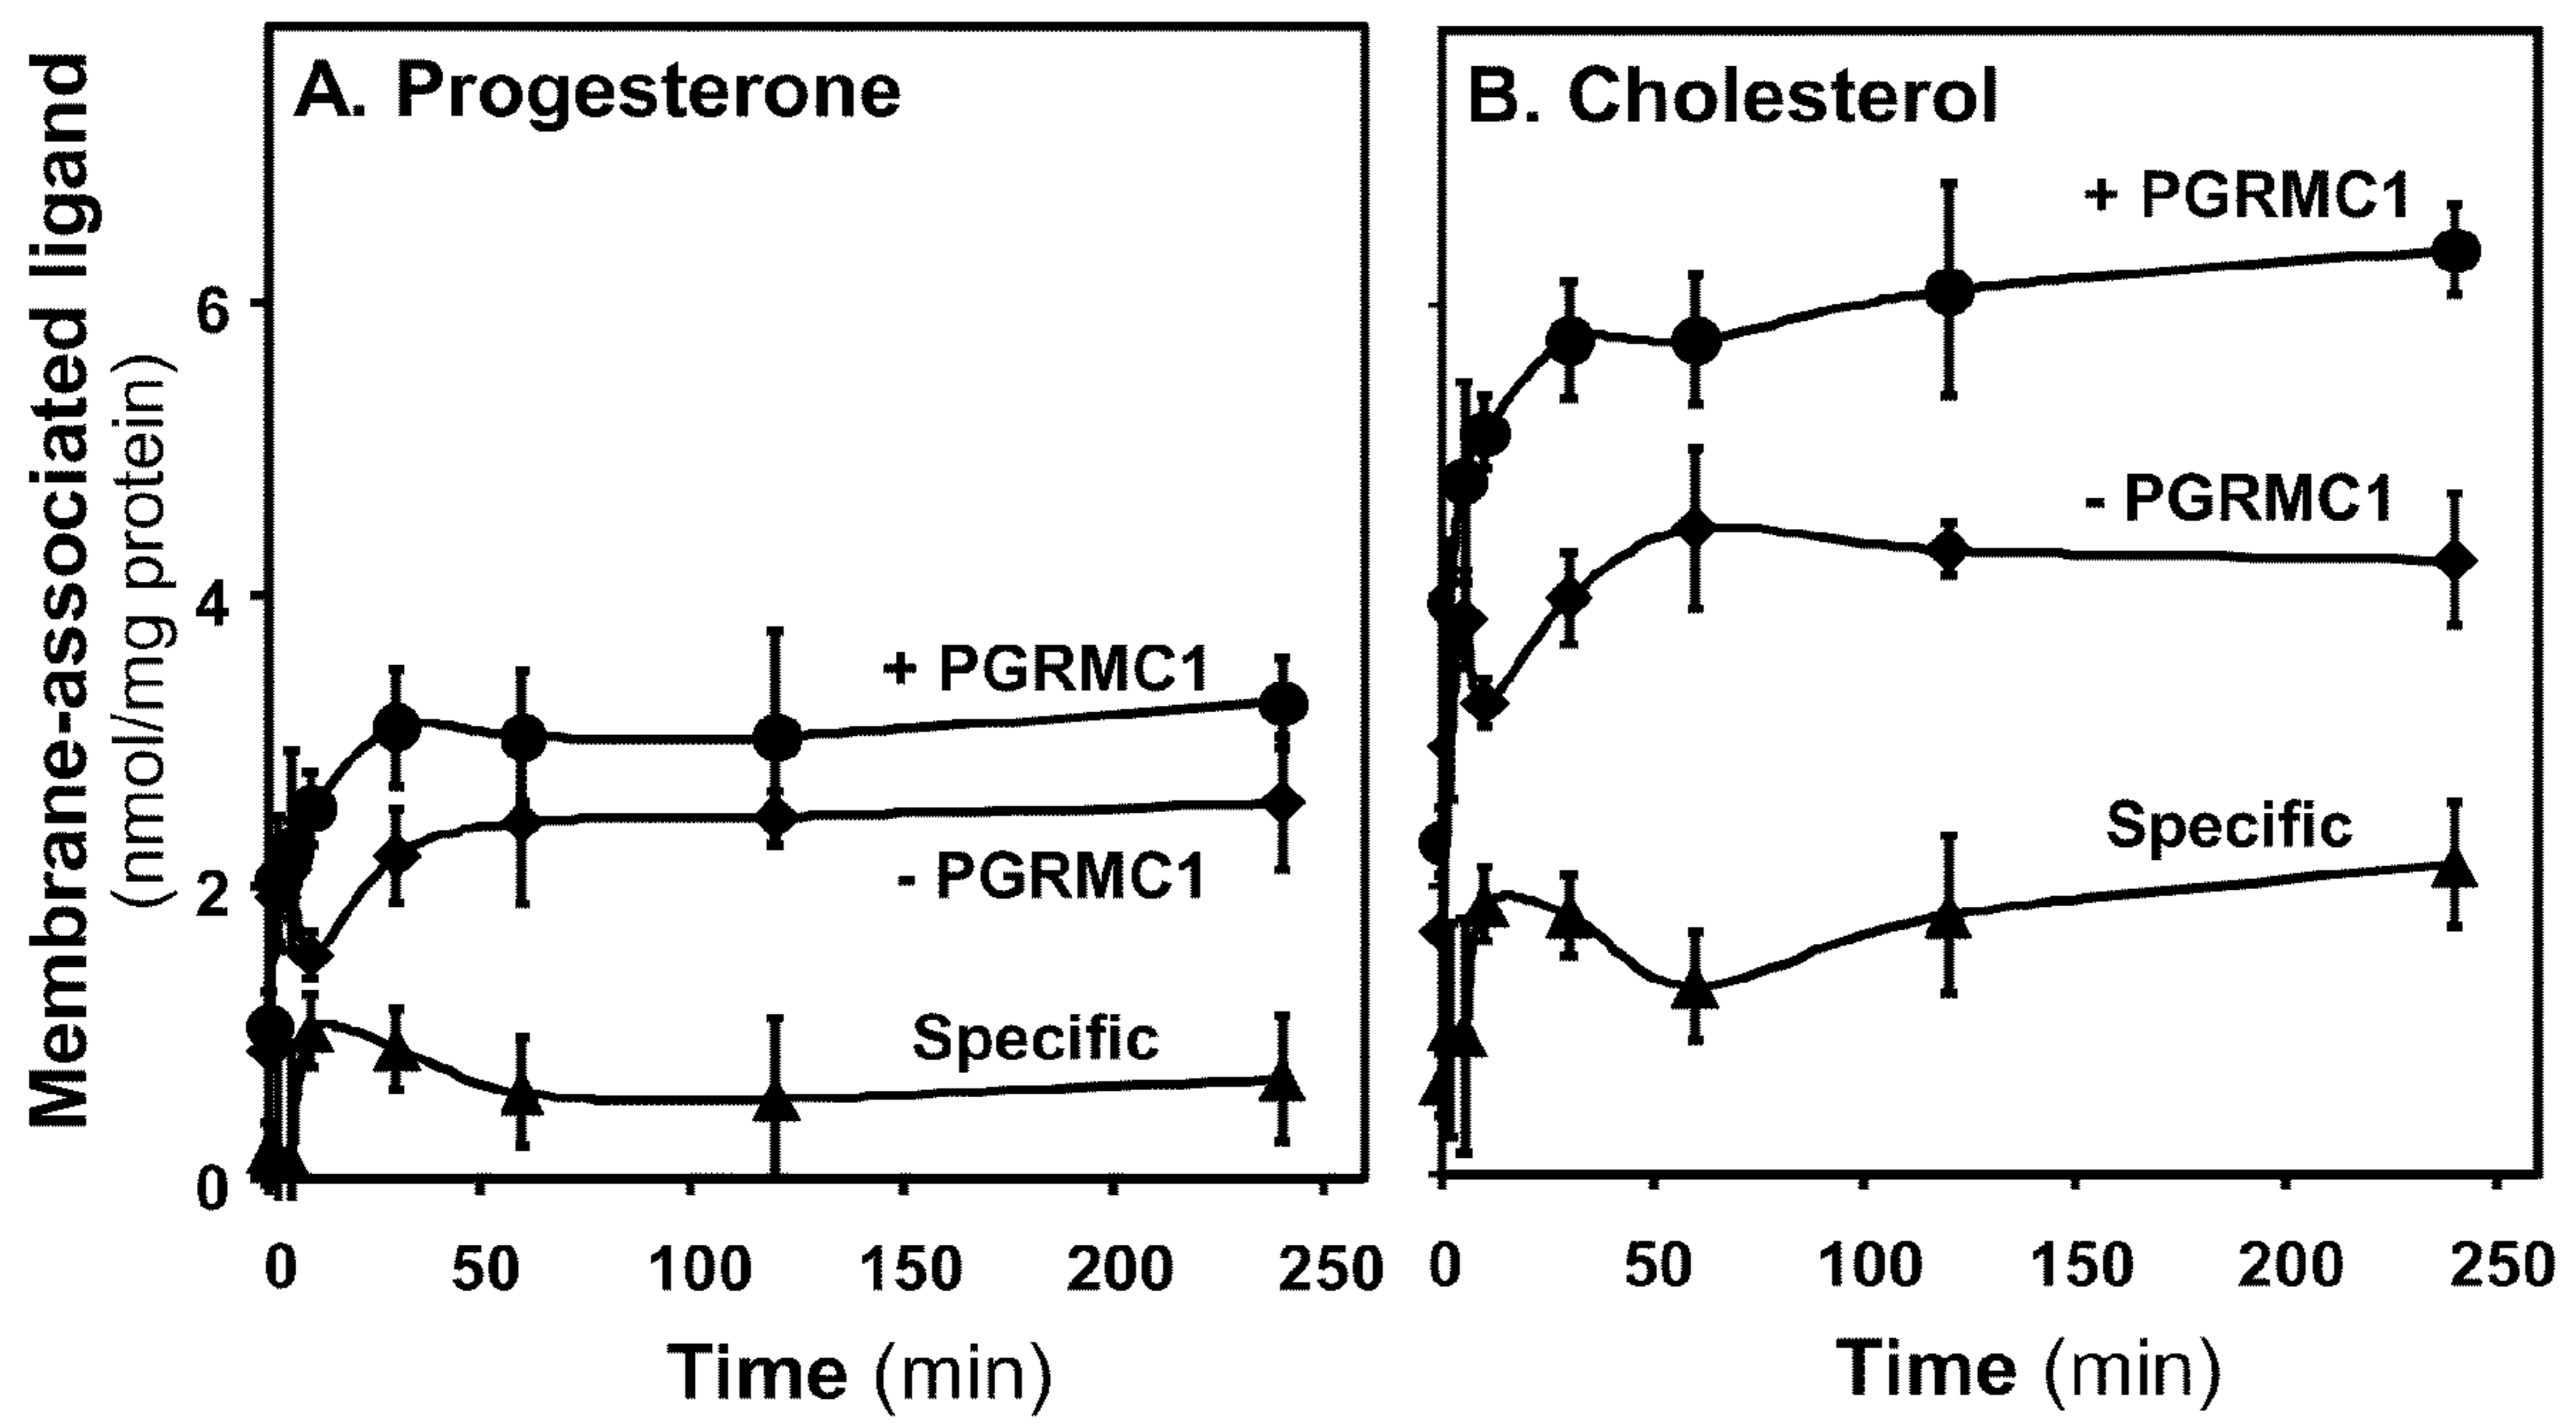 Membrane-associated ligand
(nmol/mg protein)
A. Progesterone
6
4
2
0
+ PGRMC1
- PGRMC1
Specific
0 50 100 150 200 250
Time (min)
B. Cholesterol
+ PGRMC1
- PGRMC1
Specific
0 50 100 150 200 250
Time (min)